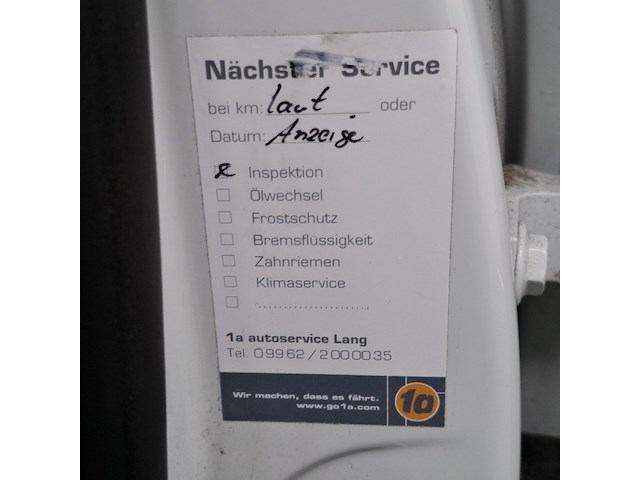 Nächster Service
bei km: laut oder
Datum: Anzeige
Inspektion
Ölwechsel
Frostschutz
Bremsflüssigkeit
Zahnriemen
Klimaservice
......................
1a autoservice Lang
Tel. 09962/2000035
Wir machen, dass es fährt.
www.go1a.com
1a